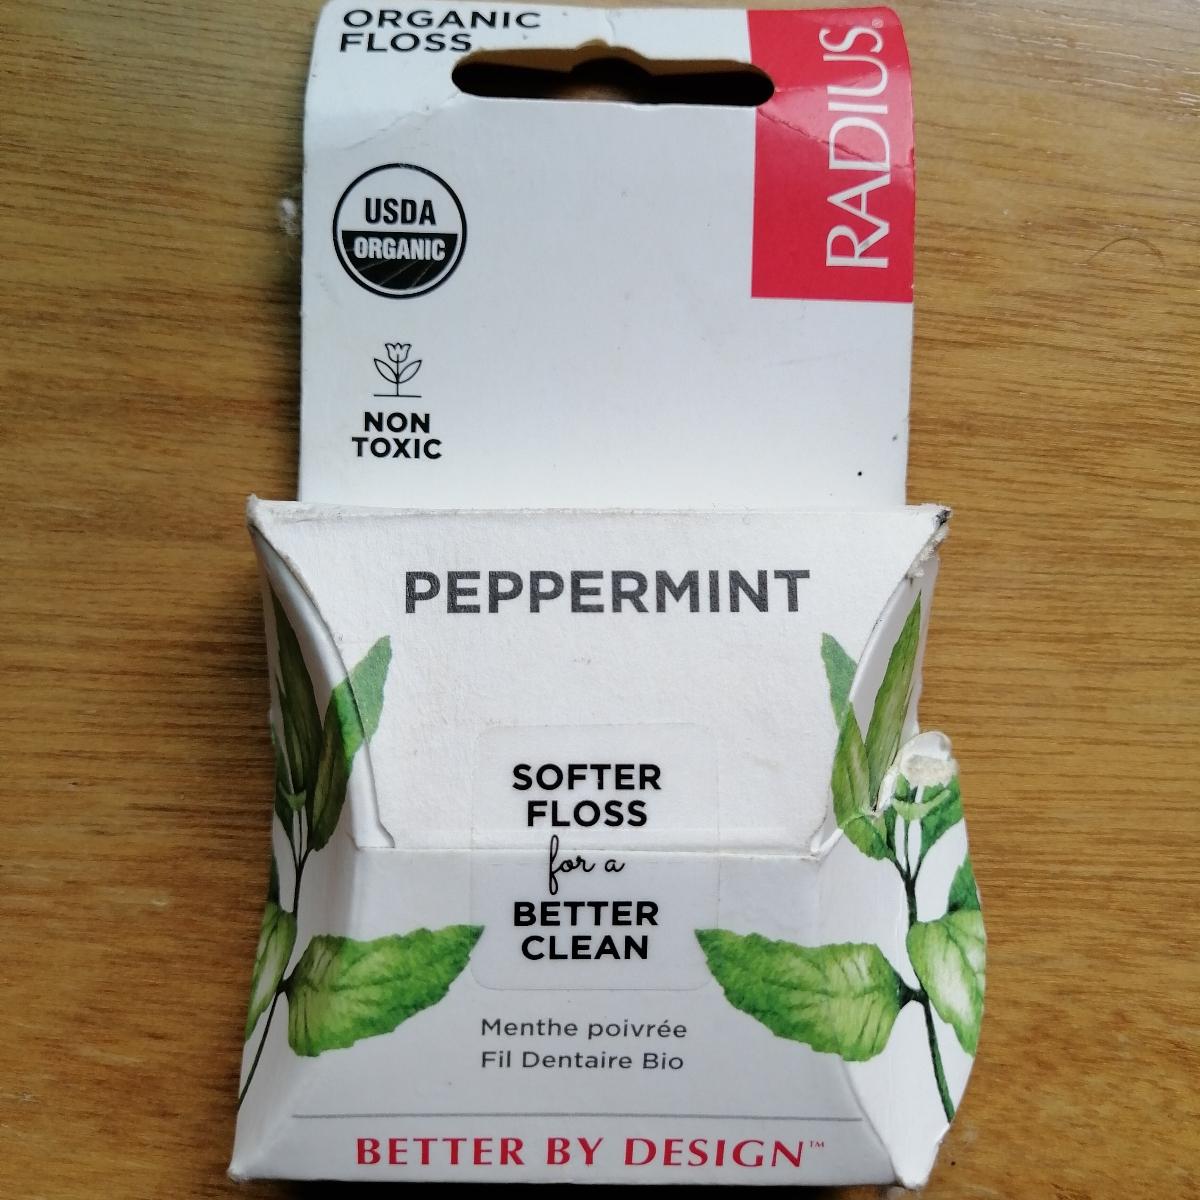 ORGANIC
FLOSS
RADIUS®
USDA
ORGANIC
NON
TOXIC
PEPPERMINT
SOFTER
FLOSS
for a
BETTER
CLEAN
Menthe poivrée
Fil Dentaire Bio
BETTER BY DESIGN™